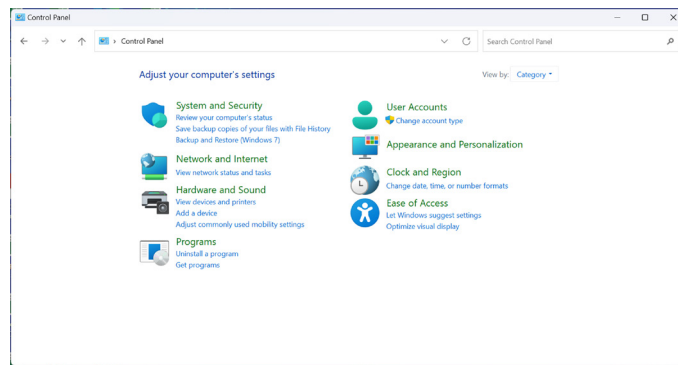 Control Panel
Control Panel
Search Control Panel
Adjust your computer's settings
View by: Category
System and Security
Review your computer's status
Save backup copies of your files with File History
Backup and Restore (Windows 7)
Network and Internet
View network status and tasks
Hardware and Sound
View devices and printers
Add a device
Adjust commonly used mobility settings
Programs
Uninstall a program
Get programs
User Accounts
Change account type
Appearance and Personalization
Clock and Region
Change date, time, or number formats
Ease of Access
Let Windows suggest settings
Optimize visual display